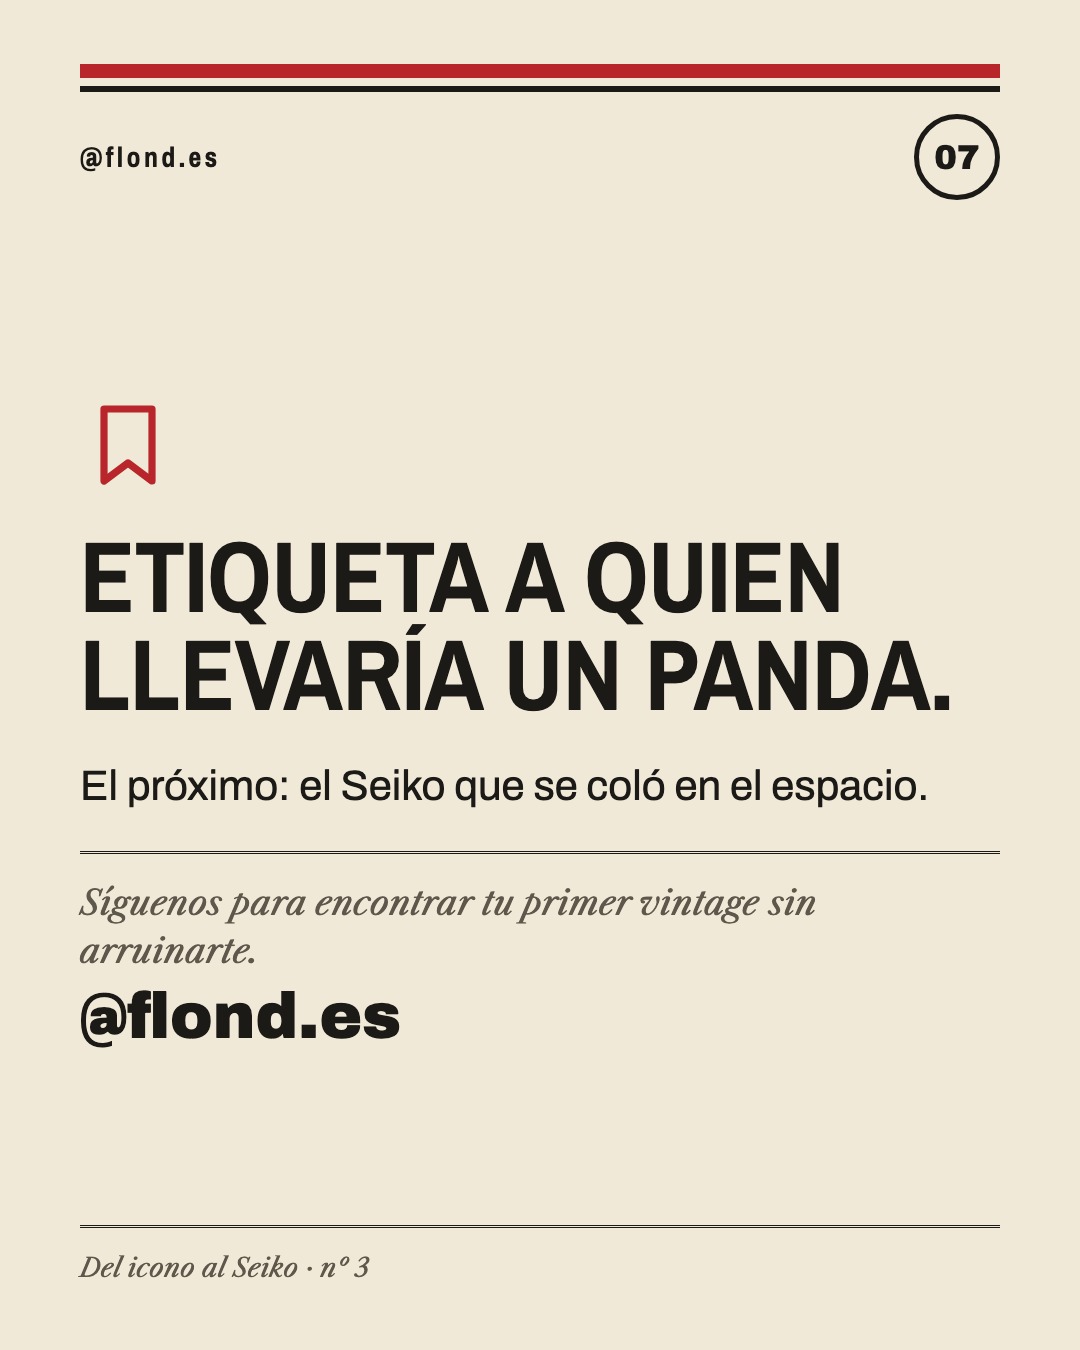 @flond.es
07
ETIQUETA A QUIEN
LLEVARÍA UN PANDA.
El próximo: el Seiko que se coló en el espacio.
Síguenos para encontrar tu primer vintage sin
arruinarte.
@flond.es
Del icono al Seiko · nº 3